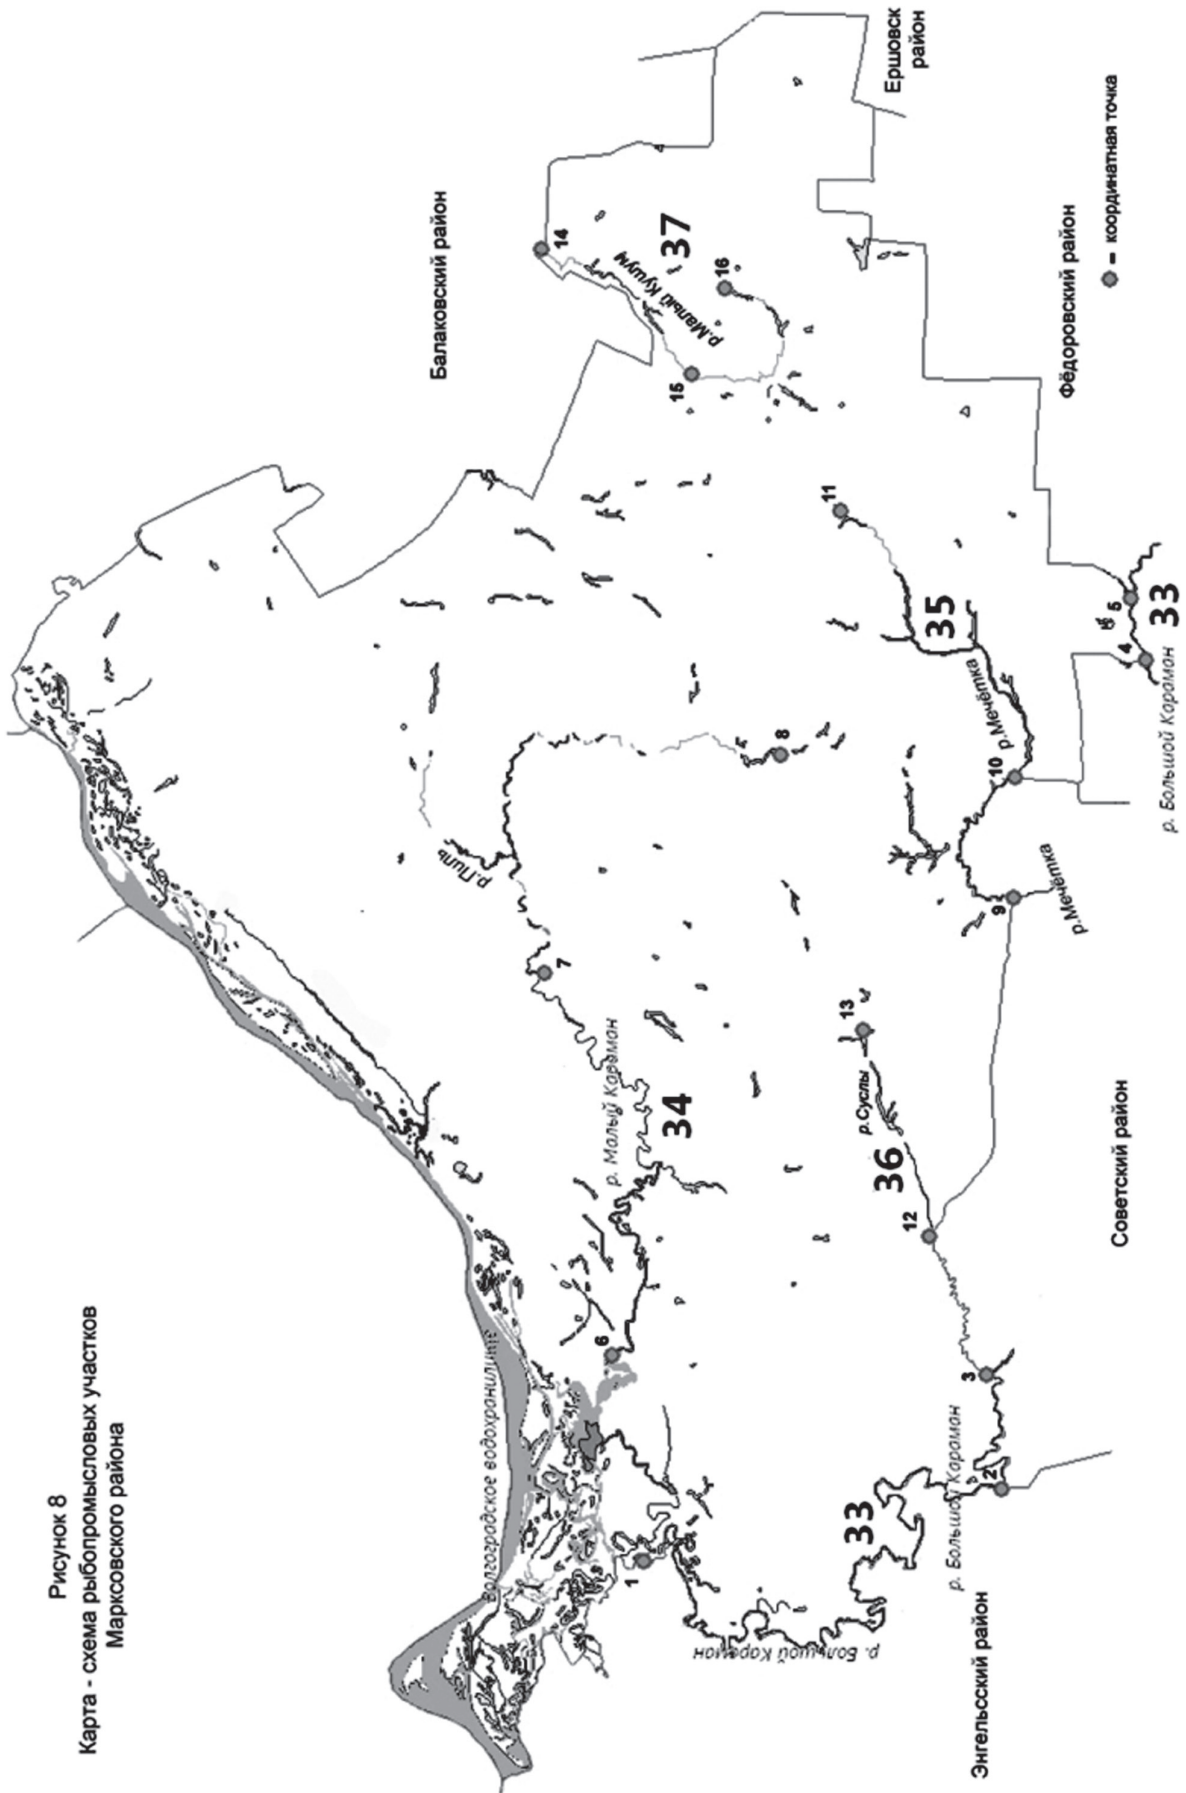 Рисунок 8
Карта - схема рыбопромысловых участков
Марксовского района
Волгоградское водохранилище
Балаковский район
Ершовск
район
Фёдоровский район
- координатная точка
Советский район
Энгельсский район
р. Большой Караман
р. Большой Караман
р. Большой Караман
р. Малый Караман
р.Гниль
р.Малый Кушум
р.Мечётка
р.Мечётка
р.Суслы
33
33
34
35
36
37
1
2
3
4
5
6
7
8
9
10
11
12
13
14
15
16